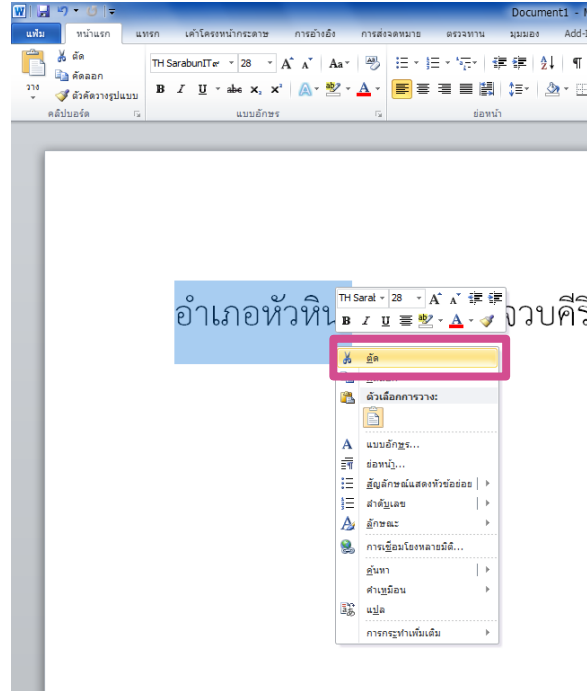 Document1 - M
แฟ้ม หน้าแรก แทรก เค้าโครงหน้ากระดาษ การอ้างอิง การส่งจดหมาย ตรวจทาน มุมมอง Add-I
ตัด
คัดลอก
วาง ตัวคัดวางรูปแบบ
TH SarabunIT๙ 28 A A Aa
B I U abc x₂ x² A ab A
คลิปบอร์ด แบบอักษร ย่อหน้า
อำเภอหัวหิน จวบคีรี
TH Saral 28 A A
B I U ab A
ตัด
ตัวเลือกการวาง:
แบบอักษร...
ย่อหน้า...
สัญลักษณ์แสดงหัวข้อย่อย
ลำดับเลข
ลักษณะ
การเชื่อมโยงหลายมิติ...
ค้นหา
คำเหมือน
แปล
การกระทำเพิ่มเติม